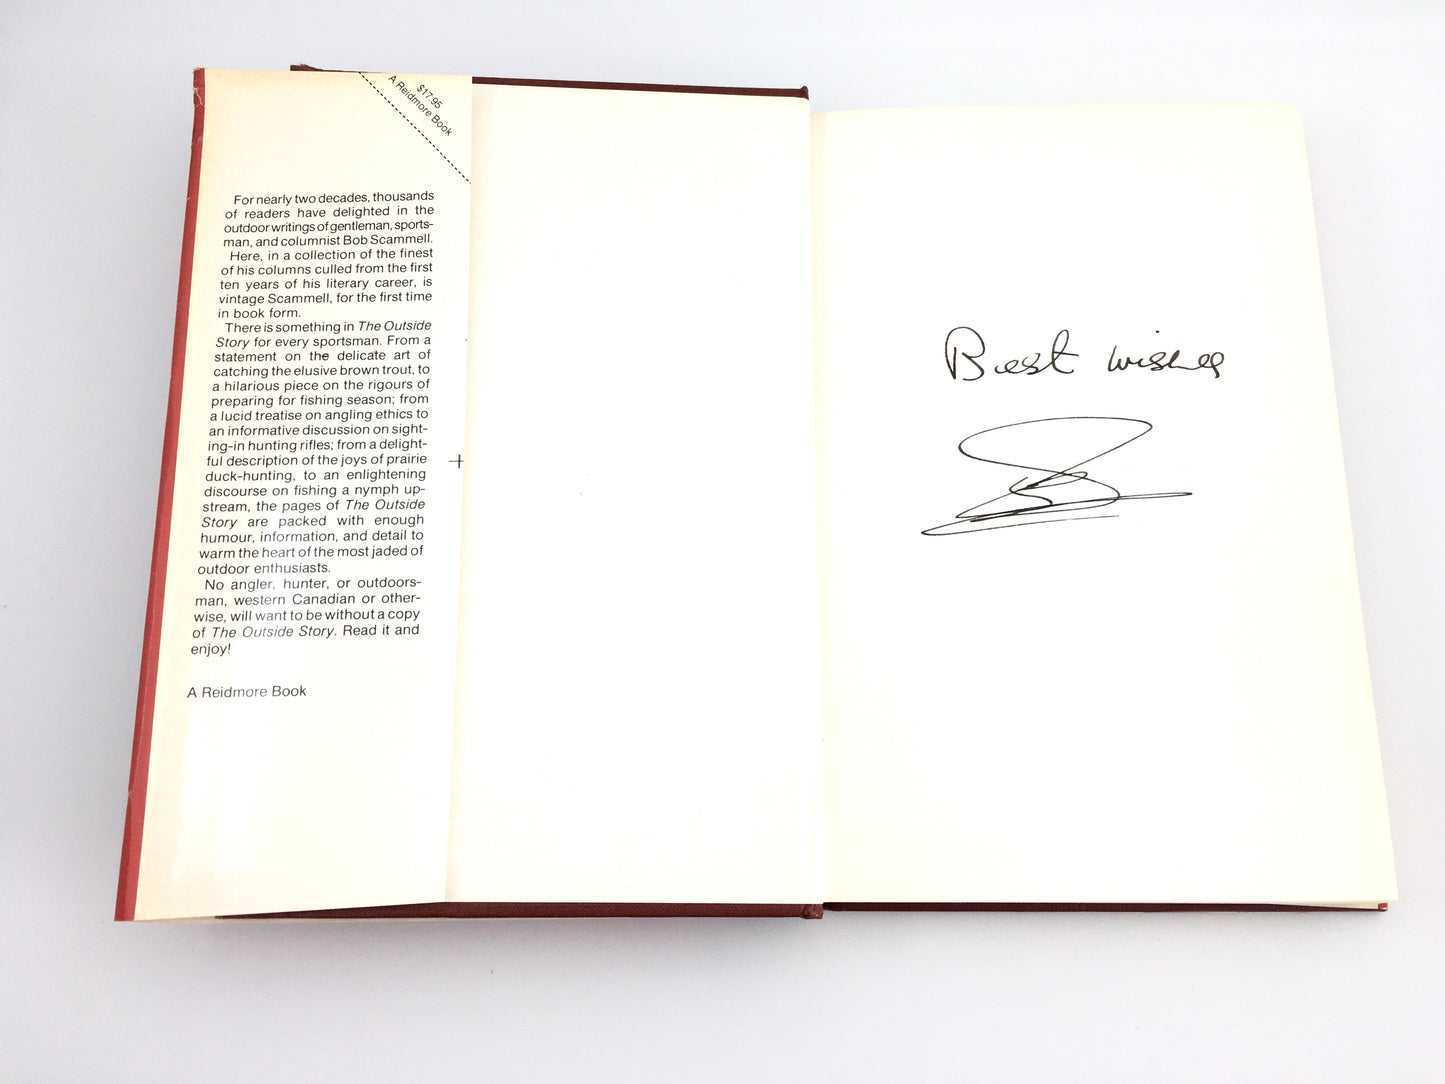 $17.95
A Reidmore Book
For nearly two decades, thousands
of readers have delighted in the
outdoor writings of gentleman, sports-
man, and columnist Bob Scammell.
Here, in a collection of the finest
of his columns culled from the first
ten years of his literary career, is
vintage Scammell, for the first time
in book form.
There is something in The Outside
Story for every sportsman. From a
statement on the delicate art of
catching the elusive brown trout, to
a hilarious piece on the rigours of
preparing for fishing season; from
a lucid treatise on angling ethics to
an informative discussion on sight-
ing-in hunting rifles; from a delight-
ful description of the joys of prairie
duck-hunting, to an enlightening
discourse on fishing a nymph up-
stream, the pages of The Outside
Story are packed with enough
humour, information, and detail to
warm the heart of the most jaded of
outdoor enthusiasts.
No angler, hunter, or outdoors-
man, western Canadian or other-
wise, will want to be without a copy
of The Outside Story. Read it and
enjoy!
A Reidmore Book
Best wishes